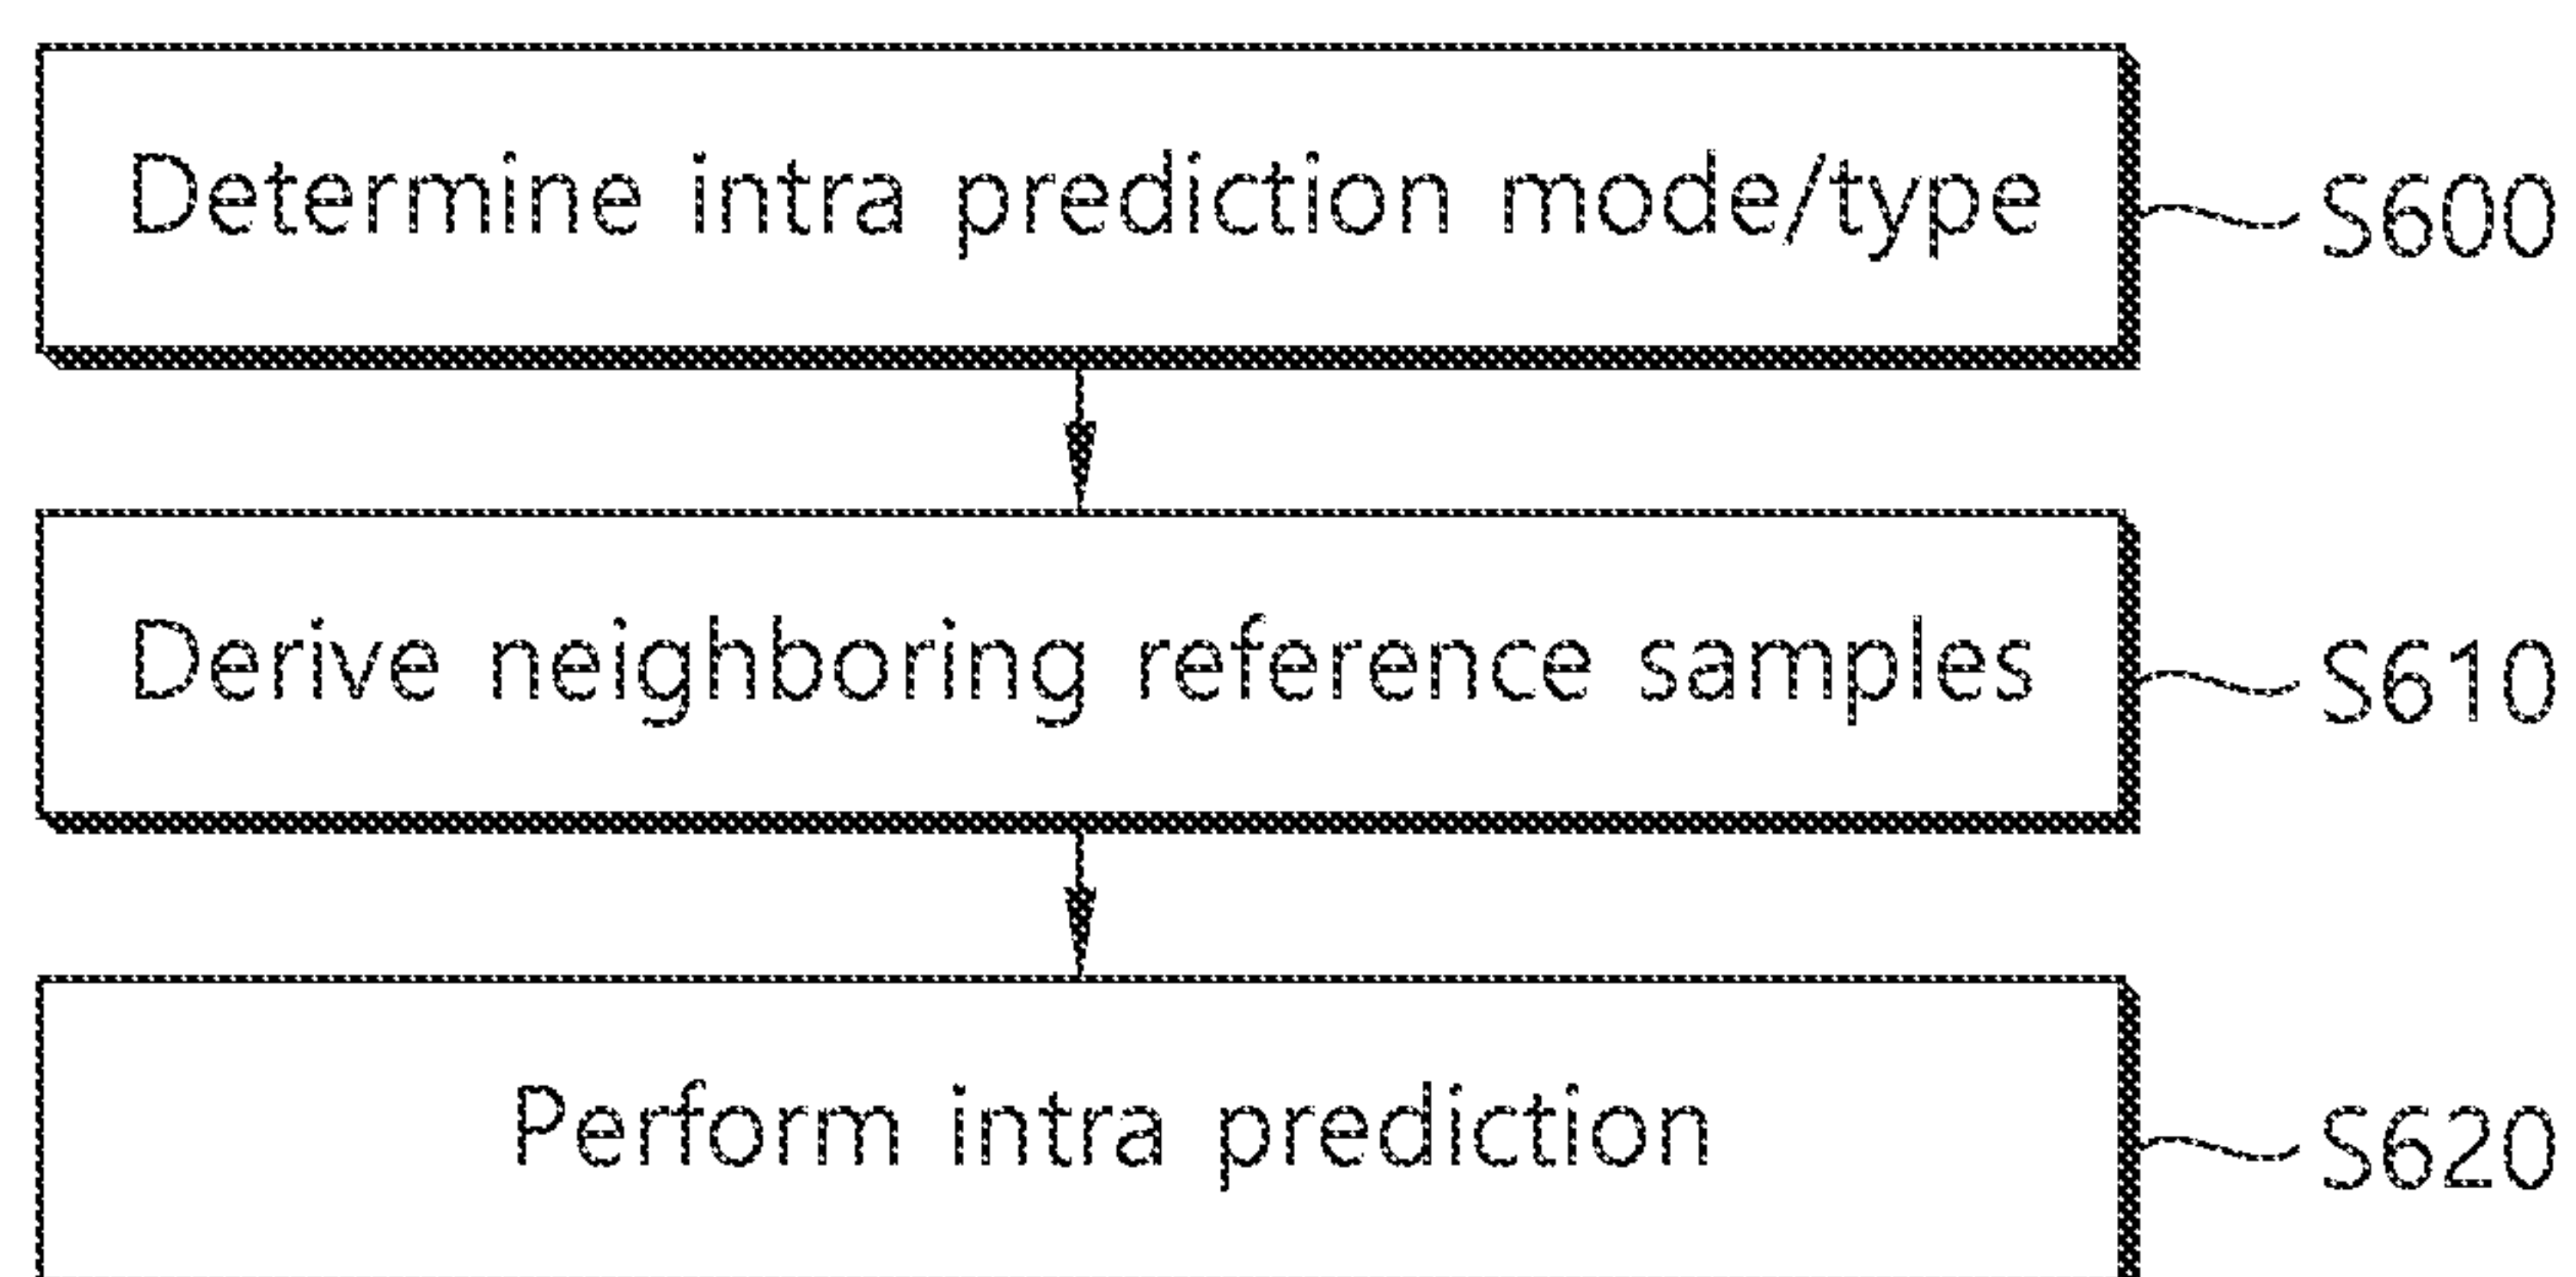 Determine intra prediction mode/type S600
Derive neighboring reference samples S610
Perform intra prediction S620